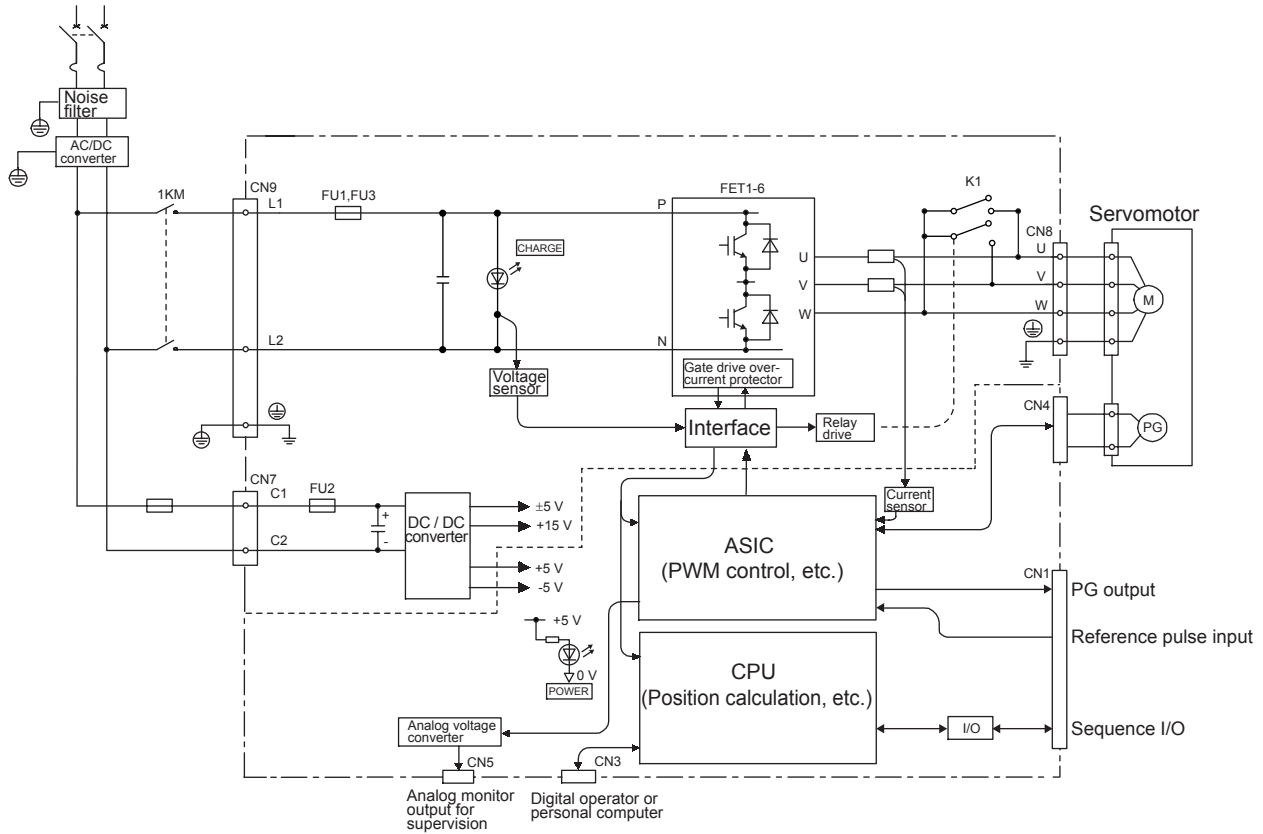 Noise
filter
AC/DC
converter
1KM
CN9
L1
FU1,FU3
CHARGE
P
FET1-6
K1
Servomotor
CN8
U
V
W
U
V
W
M
L2
N
Voltage
sensor
Gate drive over-
current protector
Interface
Relay
drive
CN4
PG
CN7
C1
FU2
C2
+
-
DC / DC
converter
±5 V
+15 V
+5 V
-5 V
Current
sensor
ASIC
(PWM control, etc.)
CN1
PG output
Reference pulse input
+5 V
0 V
POWER
CPU
(Position calculation, etc.)
I/O
Sequence I/O
Analog voltage
converter
CN5
CN3
Analog monitor
output for
supervision
Digital operator or
personal computer